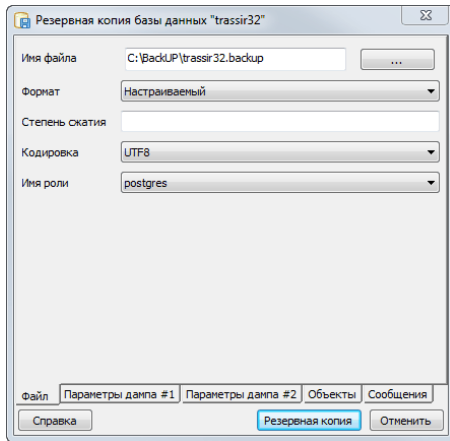 Резервная копия базы данных "trassir32"
Имя файла C:\BackUP\trassir32.backup ...
Формат Настраиваемый
Степень сжатия
Кодировка UTF8
Имя роли postgres
Файл Параметры дампа #1 Параметры дампа #2 Объекты Сообщения
Справка Резервная копия Отменить